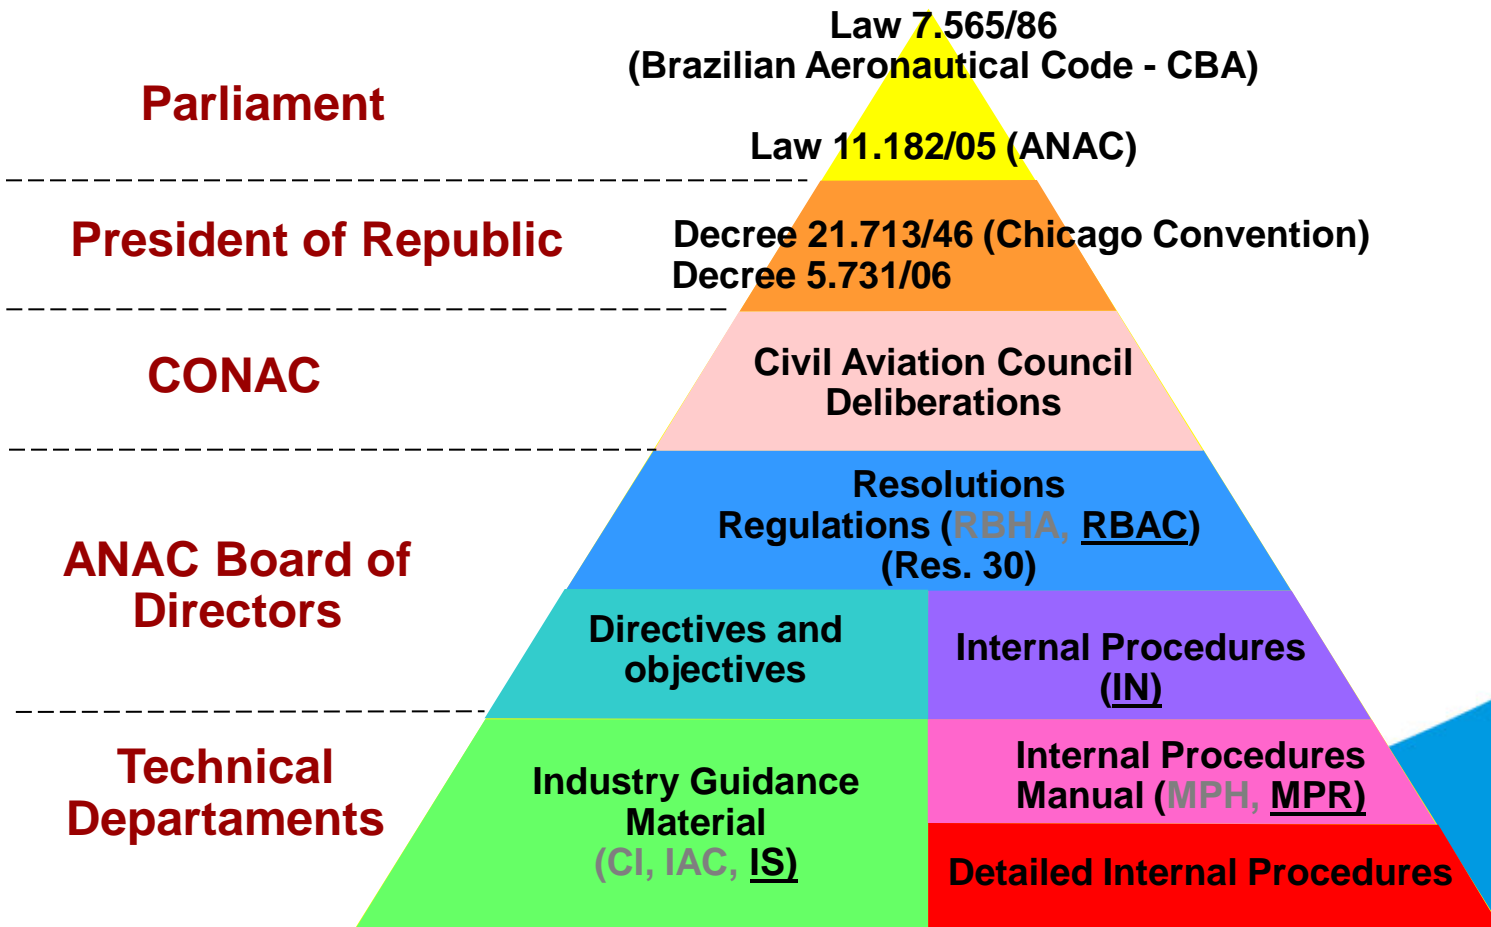 Law 7.565/86
(Brazilian Aeronautical Code - CBA)
Parliament
Law 11.182/05 (ANAC)
President of Republic
Decree 21.713/46 (Chicago Convention)
Decree 5.731/06
CONAC
Civil Aviation Council
Deliberations
Resolutions
Regulations (RBHA, RBAC)
(Res. 30)
ANAC Board of
Directors
Directives and
objectives
Internal Procedures
(IN)
Technical
Departaments
Industry Guidance
Material
(CI, IAC, IS)
Internal Procedures
Manual (MPH, MPR)
Detailed Internal Procedures